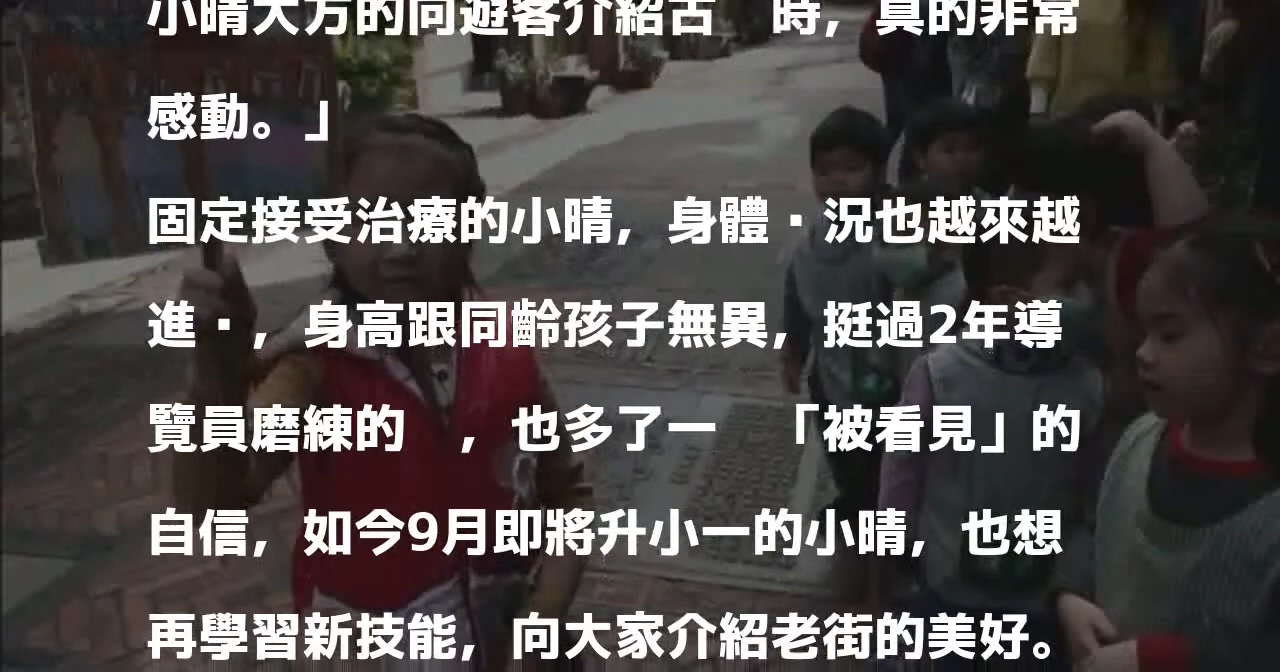 小晴大方的向遊客介紹古　時，真的非常
感動。」
固定接受治療的小晴，身體▪況也越來越
進▪，身高跟同齡孩子無異，挺過2年導
覽員磨練的　，也多了一　「被看見」的
自信，如今9月即將升小一的小晴，也想
再學習新技能，向大家介紹老街的美好。